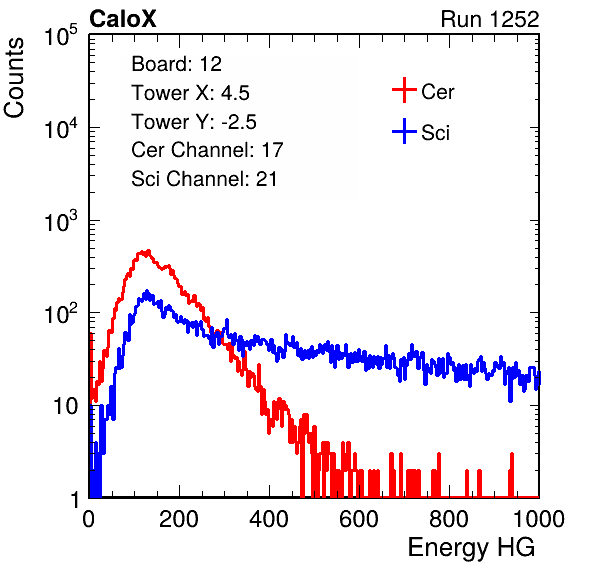 CaloX Run 1252
Counts
Board: 12
Tower X: 4.5
Tower Y: -2.5
Cer Channel: 17
Sci Channel: 21
Cer
Sci
10^5
10^4
10^3
10^2
10
1
0 200 400 600 800 1000
Energy HG